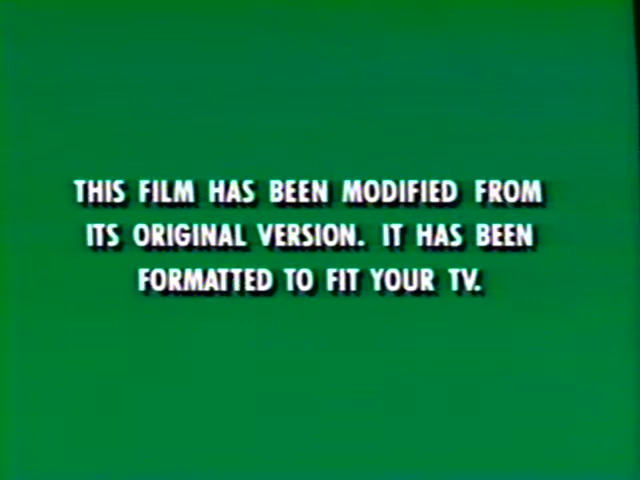 THIS FILM HAS BEEN MODIFIED FROM
ITS ORIGINAL VERSION. IT HAS BEEN
FORMATTED TO FIT YOUR TV.